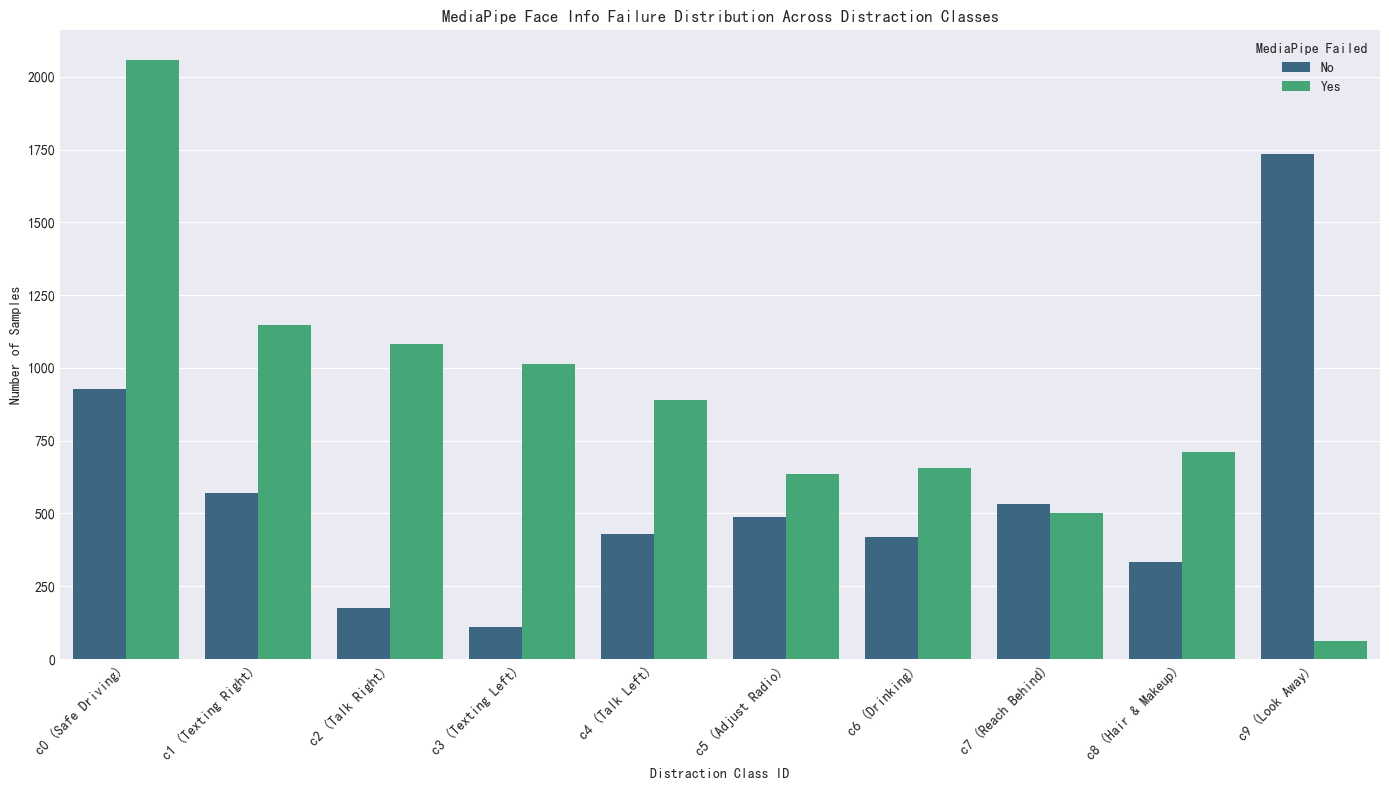 MediaPipe Face Info Failure Distribution Across Distraction Classes
MediaPipe Failed
No
Yes
Number of Samples
2000
1750
1500
1250
1000
750
500
250
0
c0 (Safe Driving)
c1 (Texting Right)
c2 (Talk Right)
c3 (Texting Left)
c4 (Talk Left)
c5 (Adjust Radio)
c6 (Drinking)
c7 (Reach Behind)
c8 (Hair & Makeup)
c9 (Look Away)
Distraction Class ID